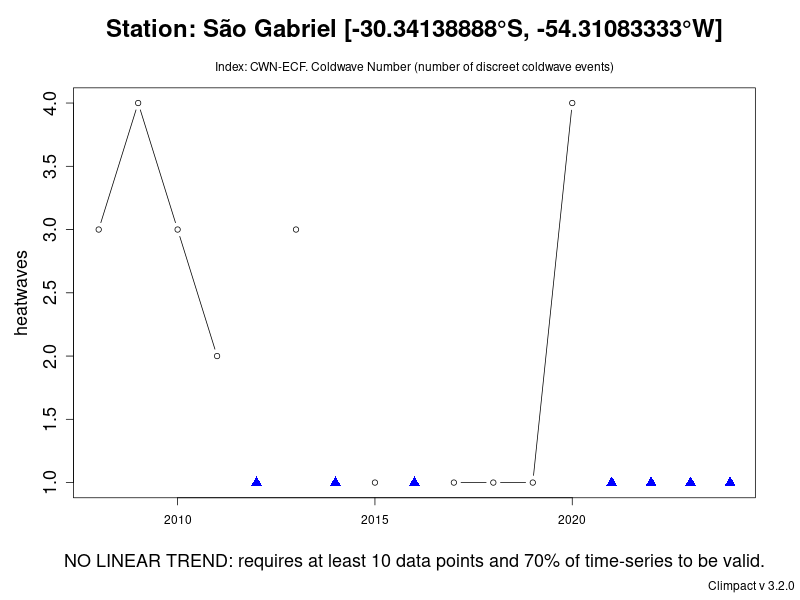 Station: São Gabriel [-30.34138888°S, -54.31083333°W]
Index: CWN-ECF. Coldwave Number (number of discreet coldwave events)
4.0
3.5
3.0
2.5
2.0
1.5
1.0
heatwaves
2010
2015
2020
NO LINEAR TREND: requires at least 10 data points and 70% of time-series to be valid.
Climpact v 3.2.0